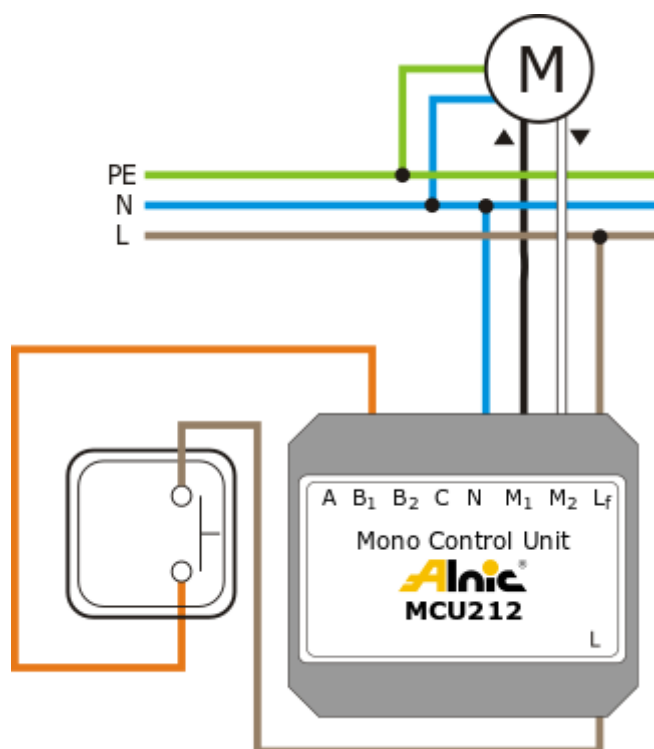 M
PE
N
L
A B₁ B₂ C N M₁ M₂ Lf
Mono Control Unit
Alnic®
MCU212
L